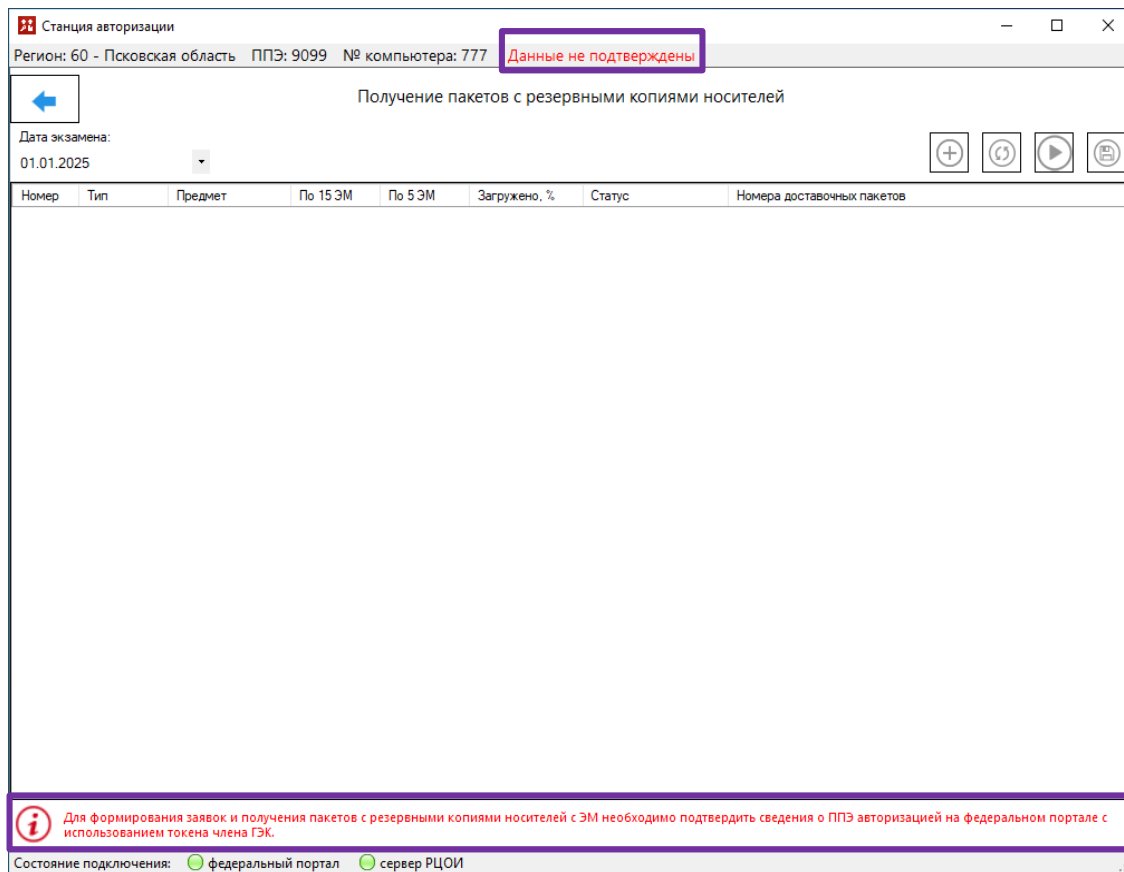 Станция авторизации
Регион: 60 - Псковская область ППЭ: 9099 № компьютера: 777 Данные не подтверждены
Получение пакетов с резервными копиями носителей
Дата экзамена:
01.01.2025
Номер Тип Предмет По 15 ЭМ По 5 ЭМ Загружено, % Статус Номера доставочных пакетов
Для формирования заявок и получения пакетов с резервными копиями носителей с ЭМ необходимо подтвердить сведения о ППЭ авторизацией на федеральном портале с
использованием токена члена ГЭК.
Состояние подключения: федеральный портал сервер РЦОИ